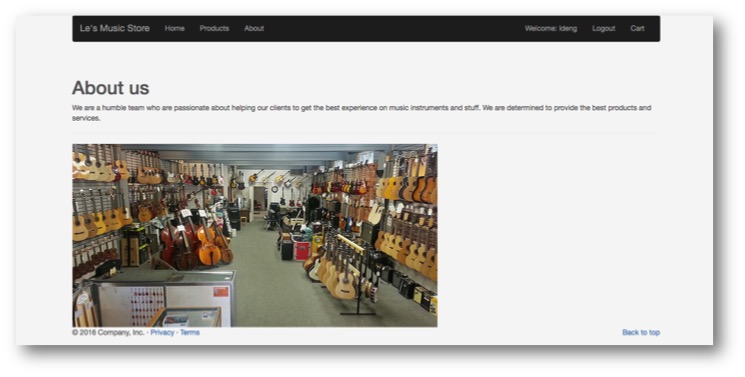 Le's Music Store Home Products About Welcome: ldeng Logout Cart
About us
We are a humble team who are passionate about helping our clients to get the best experience on music instruments and stuff. We are determined to provide the best products and
services.
© 2016 Company, Inc. · Privacy · Terms Back to top